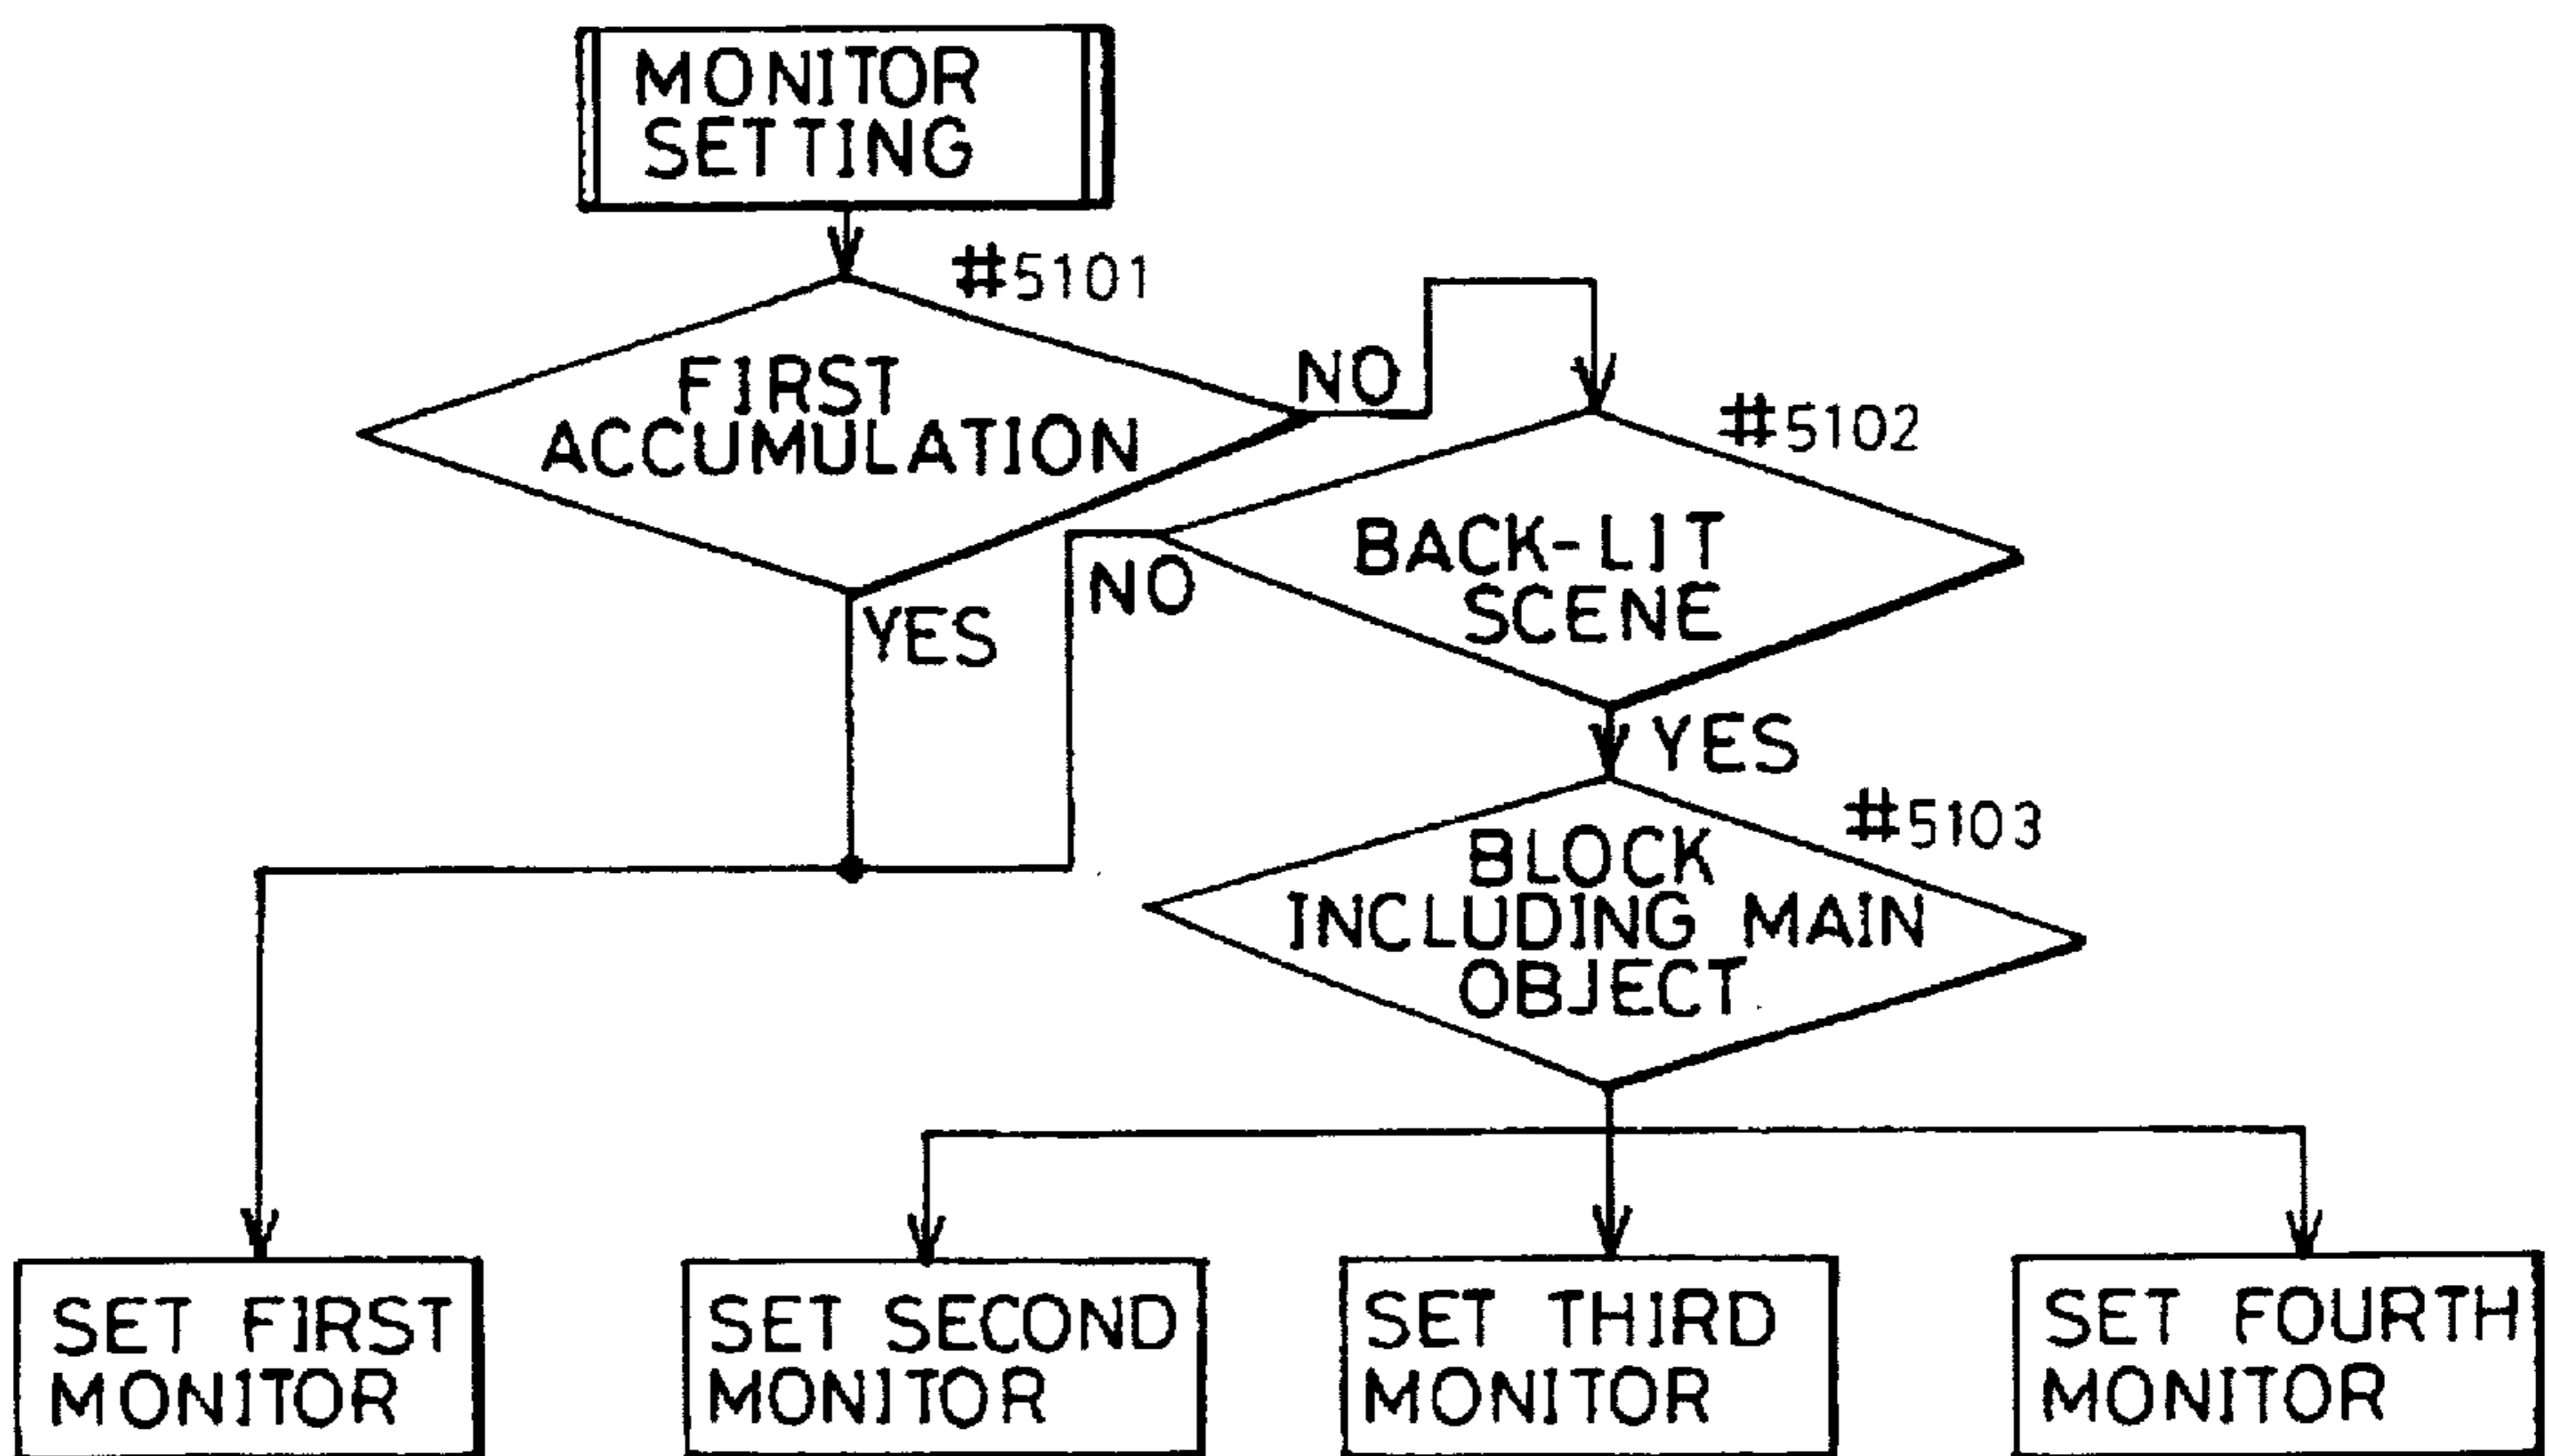 MONITOR
SETTING
#5101
FIRST
ACCUMULATION
NO
#5102
BACK-LIT
SCENE
NO
YES
YES
#5103
BLOCK
INCLUDING MAIN
OBJECT
SET FIRST
MONITOR
SET SECOND
MONITOR
SET THIRD
MONITOR
SET FOURTH
MONITOR